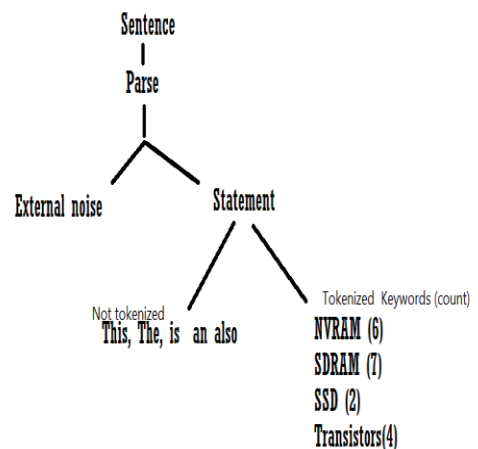 Sentence
Parse
External noise
Statement
Not tokenized
This, The, is an also
Tokenized Keywords (count)
NVRAM (6)
SDRAM (7)
SSD (2)
Transistors(4)